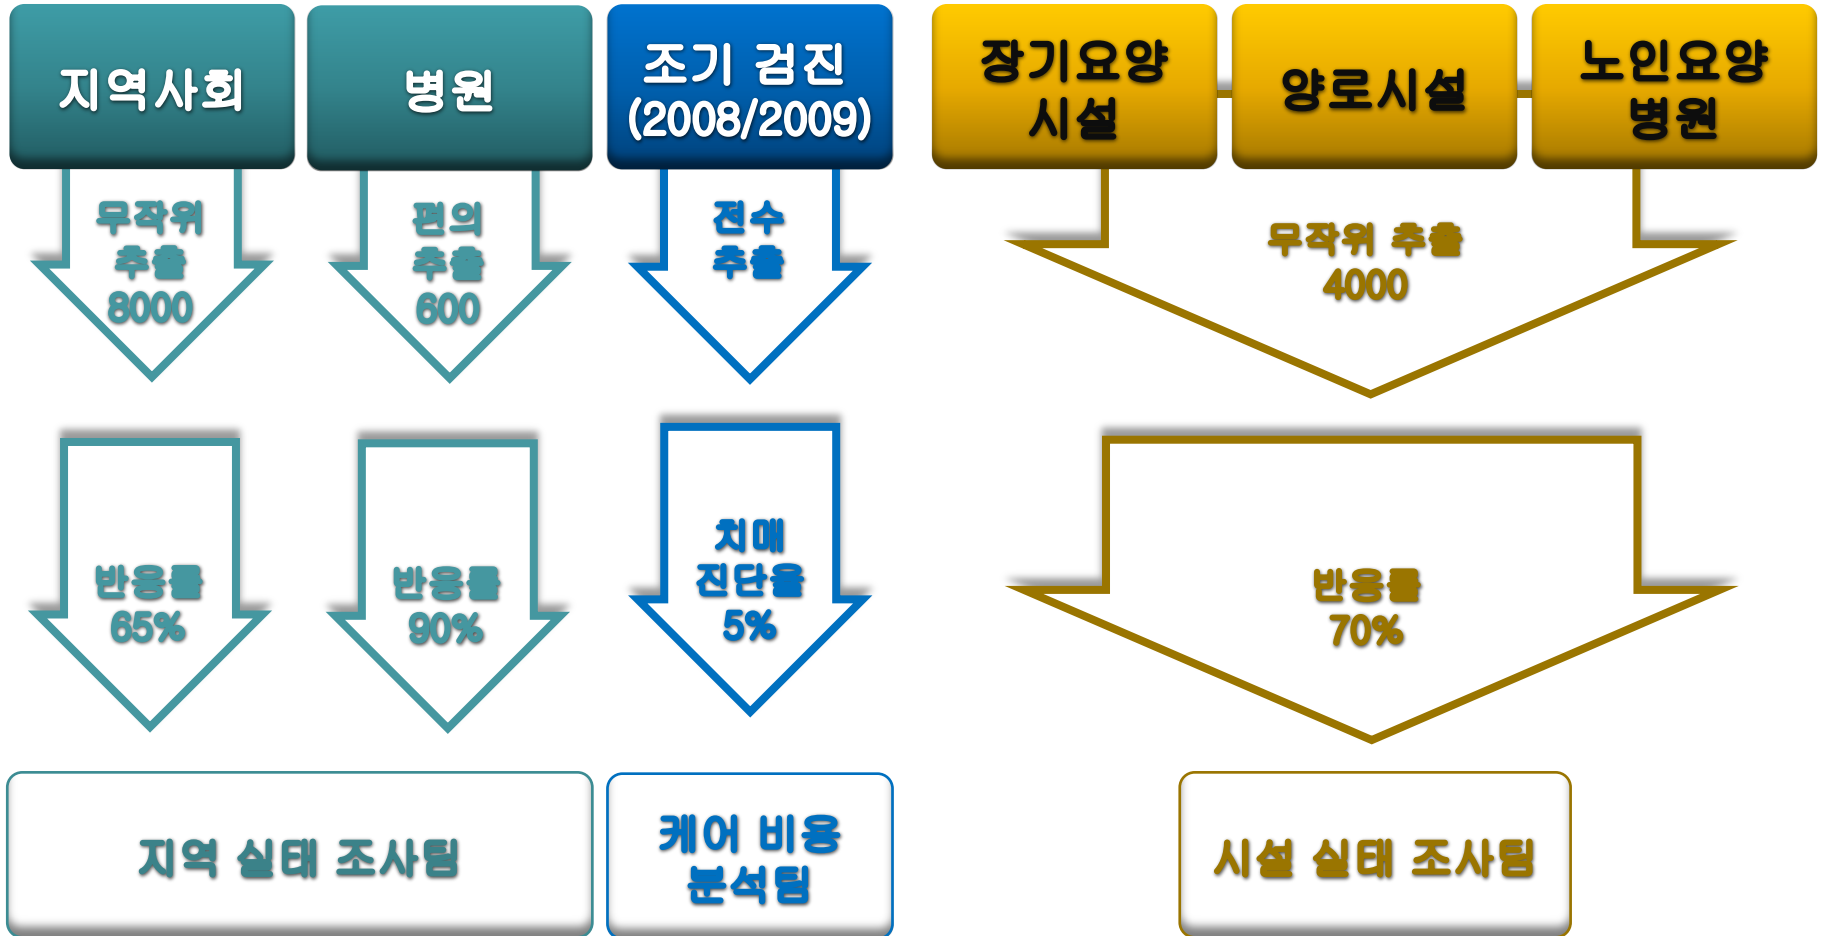 지역사회
병원
조기 검진
(2008/2009)
장기요양
시설
양로시설
노인요양
병원
무작위
추출
8000
편의
추출
600
전수
추출
무작위 추출
4000
반응률
65%
반응률
90%
치매
진단율
5%
반응률
70%
지역 실태 조사팀
케어 비용
분석팀
시설 실태 조사팀